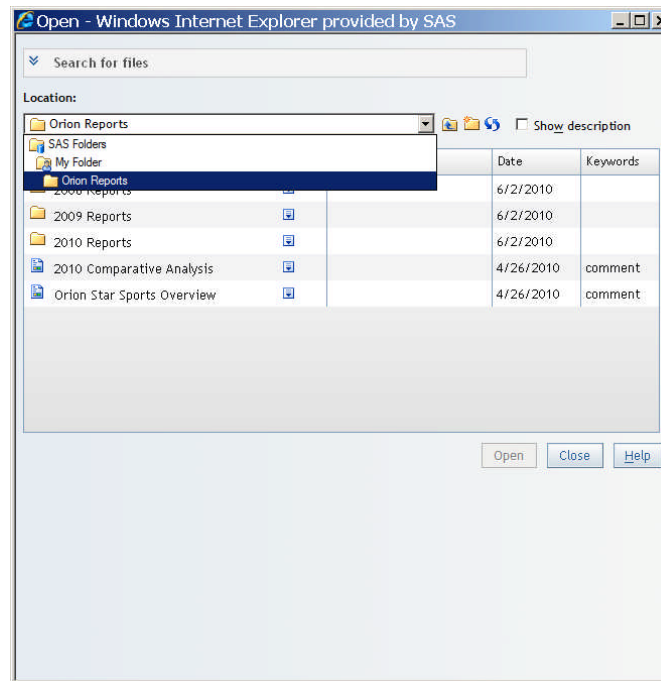 Open - Windows Internet Explorer provided by SAS
Search for files
Location:
Orion Reports
Show description
SAS Folders
My Folder
Orion Reports
Date Keywords
2008 Reports 6/2/2010
2009 Reports 6/2/2010
2010 Reports 6/2/2010
2010 Comparative Analysis 4/26/2010 comment
Orion Star Sports Overview 4/26/2010 comment
Open Close Help